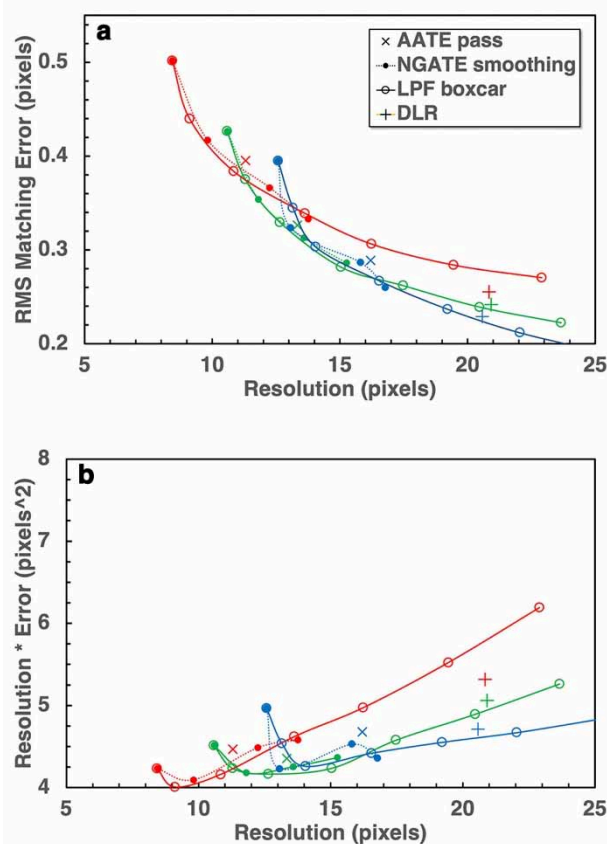 a
AATE pass
NGATE smoothing
LPF boxcar
DLR
RMS Matching Error (pixels)
0.5
0.4
0.3
0.2
5
10
15
20
25
Resolution (pixels)
b
Resolution * Error (pixels^2)
8
7
6
5
4
5
10
15
20
25
Resolution (pixels)